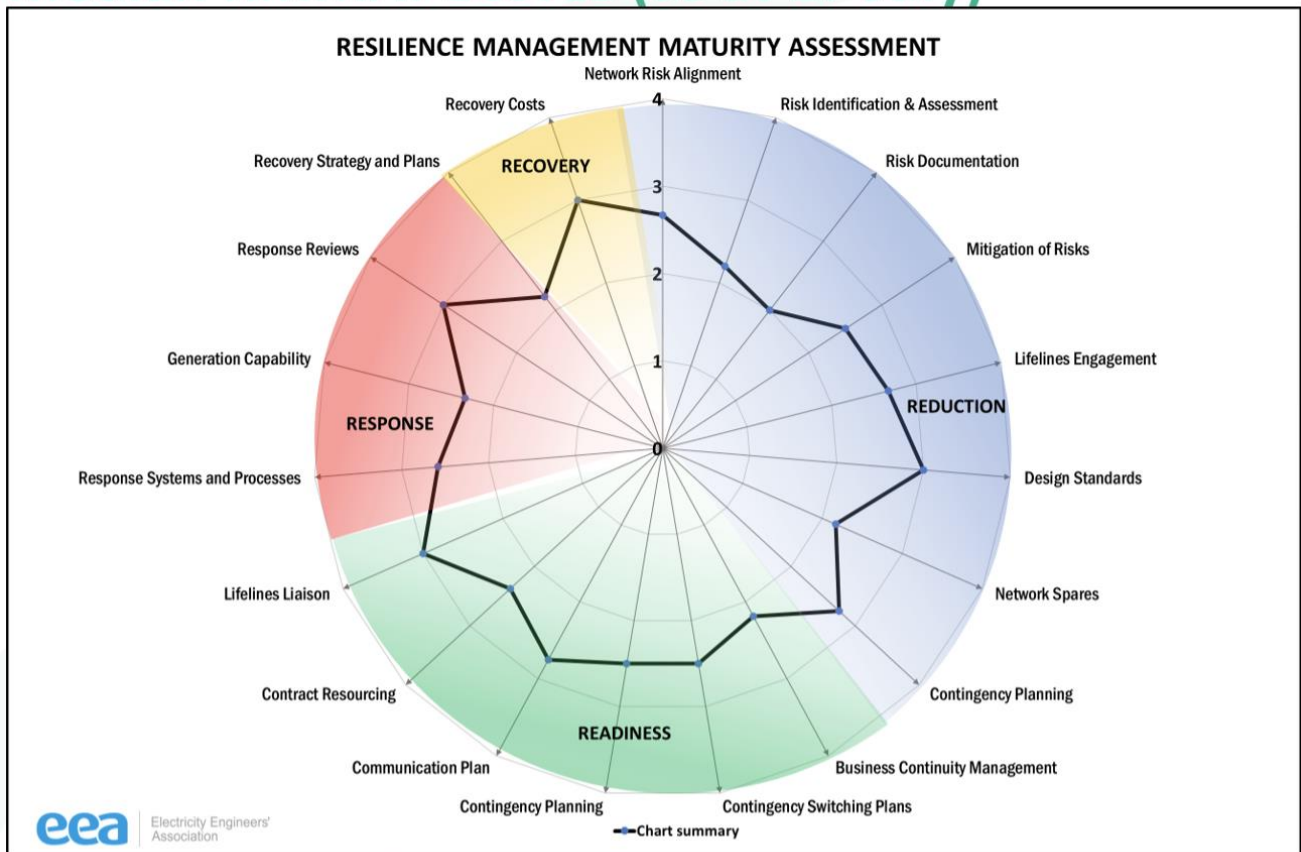 RESILIENCE MANAGEMENT MATURITY ASSESSMENT
Network Risk Alignment
Recovery Costs
4
Risk Identification & Assessment
Recovery Strategy and Plans
RECOVERY
Risk Documentation
3
Response Reviews
Mitigation of Risks
2
Generation Capability
1
Lifelines Engagement
REDUCTION
RESPONSE
0
Response Systems and Processes
Design Standards
Lifelines Liaison
Network Spares
Contract Resourcing
Contingency Planning
READINESS
Communication Plan
Business Continuity Management
Contingency Planning
Contingency Switching Plans
Chart summary
eea
Electricity Engineers'
Association